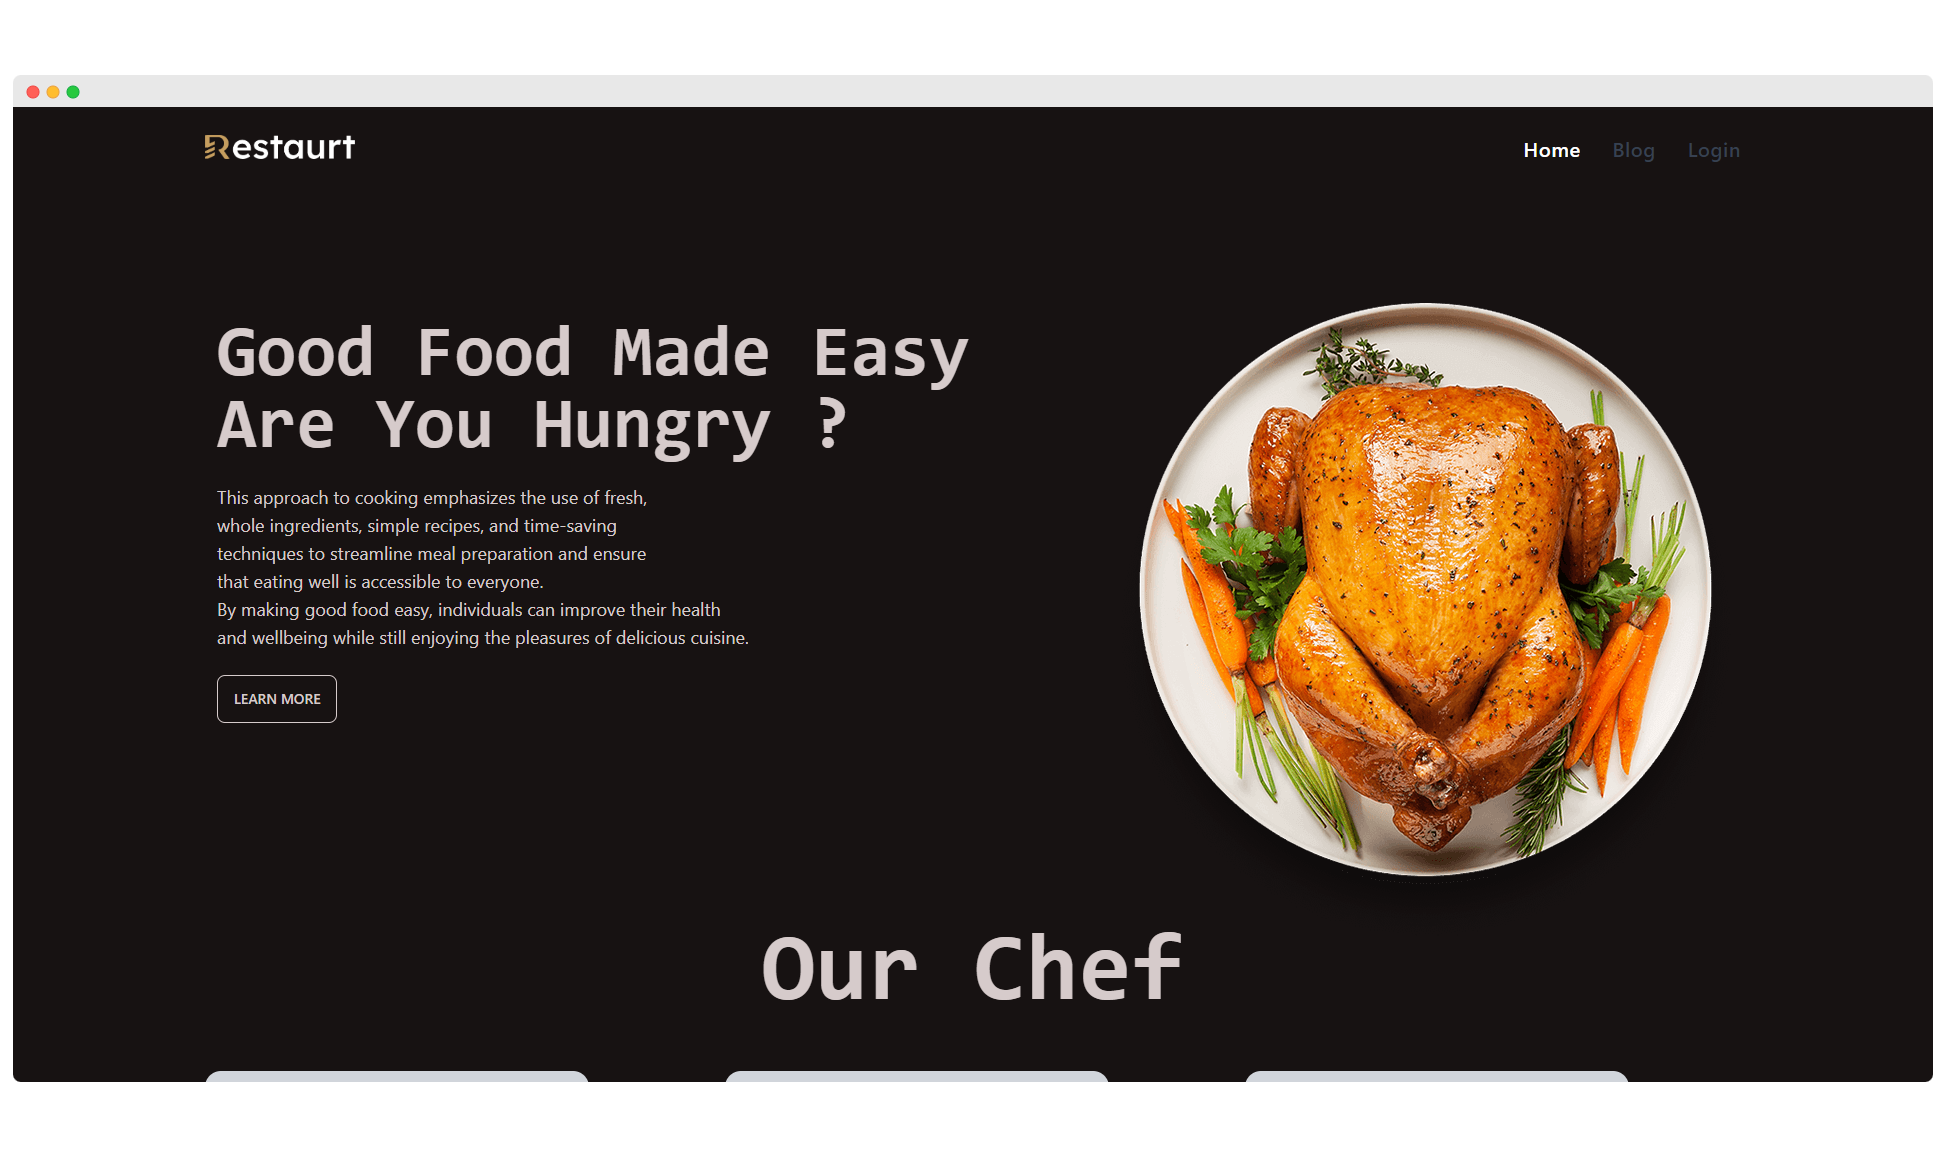 Restaurt
Home Blog Login
Good Food Made Easy
Are You Hungry ?
This approach to cooking emphasizes the use of fresh,
whole ingredients, simple recipes, and time-saving
techniques to streamline meal preparation and ensure
that eating well is accessible to everyone.
By making good food easy, individuals can improve their health
and wellbeing while still enjoying the pleasures of delicious cuisine.
LEARN MORE
Our Chef